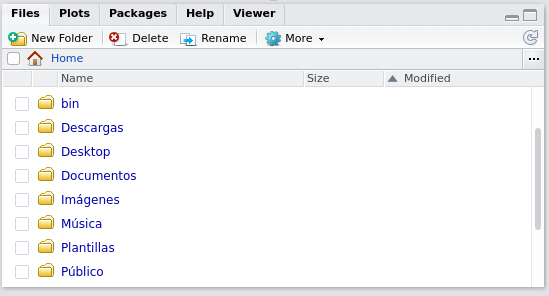 Files Plots Packages Help Viewer
New Folder Delete Rename More
Home ...
Name Size Modified
bin
Descargas
Desktop
Documentos
Imágenes
Música
Plantillas
Público